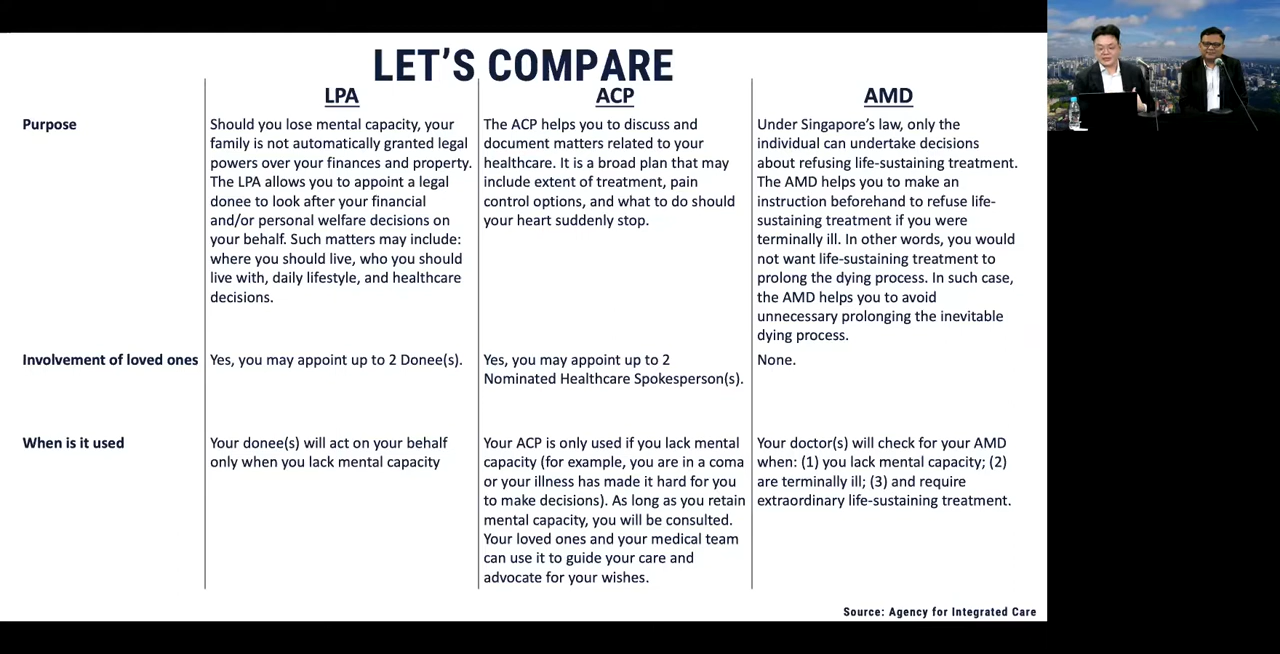 LET'S COMPARE
LPA
ACP
AMD
Purpose
Should you lose mental capacity, your
family is not automatically granted legal
powers over your finances and property.
The LPA allows you to appoint a legal
donee to look after your financial
and/or personal welfare decisions on
your behalf. Such matters may include:
where you should live, who you should
live with, daily lifestyle, and healthcare
decisions.
The ACP helps you to discuss and
document matters related to your
healthcare. It is a broad plan that may
include extent of treatment, pain
control options, and what to do should
your heart suddenly stop.
Under Singapore's law, only the
individual can undertake decisions
about refusing life-sustaining treatment.
The AMD helps you to make an
instruction beforehand to refuse life-
sustaining treatment if you were
terminally ill. In other words, you would
not want life-sustaining treatment to
prolong the dying process. In such case,
the AMD helps you to avoid
unnecessary prolonging the inevitable
dying process.
Involvement of loved ones
Yes, you may appoint up to 2 Donee(s).
Yes, you may appoint up to 2
Nominated Healthcare Spokesperson(s).
None.
When is it used
Your donee(s) will act on your behalf
only when you lack mental capacity
Your ACP is only used if you lack mental
capacity (for example, you are in a coma
or your illness has made it hard for you
to make decisions). As long as you retain
mental capacity, you will be consulted.
Your loved ones and your medical team
can use it to guide your care and
advocate for your wishes.
Your doctor(s) will check for your AMD
when: (1) you lack mental capacity; (2)
are terminally ill; (3) and require
extraordinary life-sustaining treatment.
Source: Agency for Integrated Care